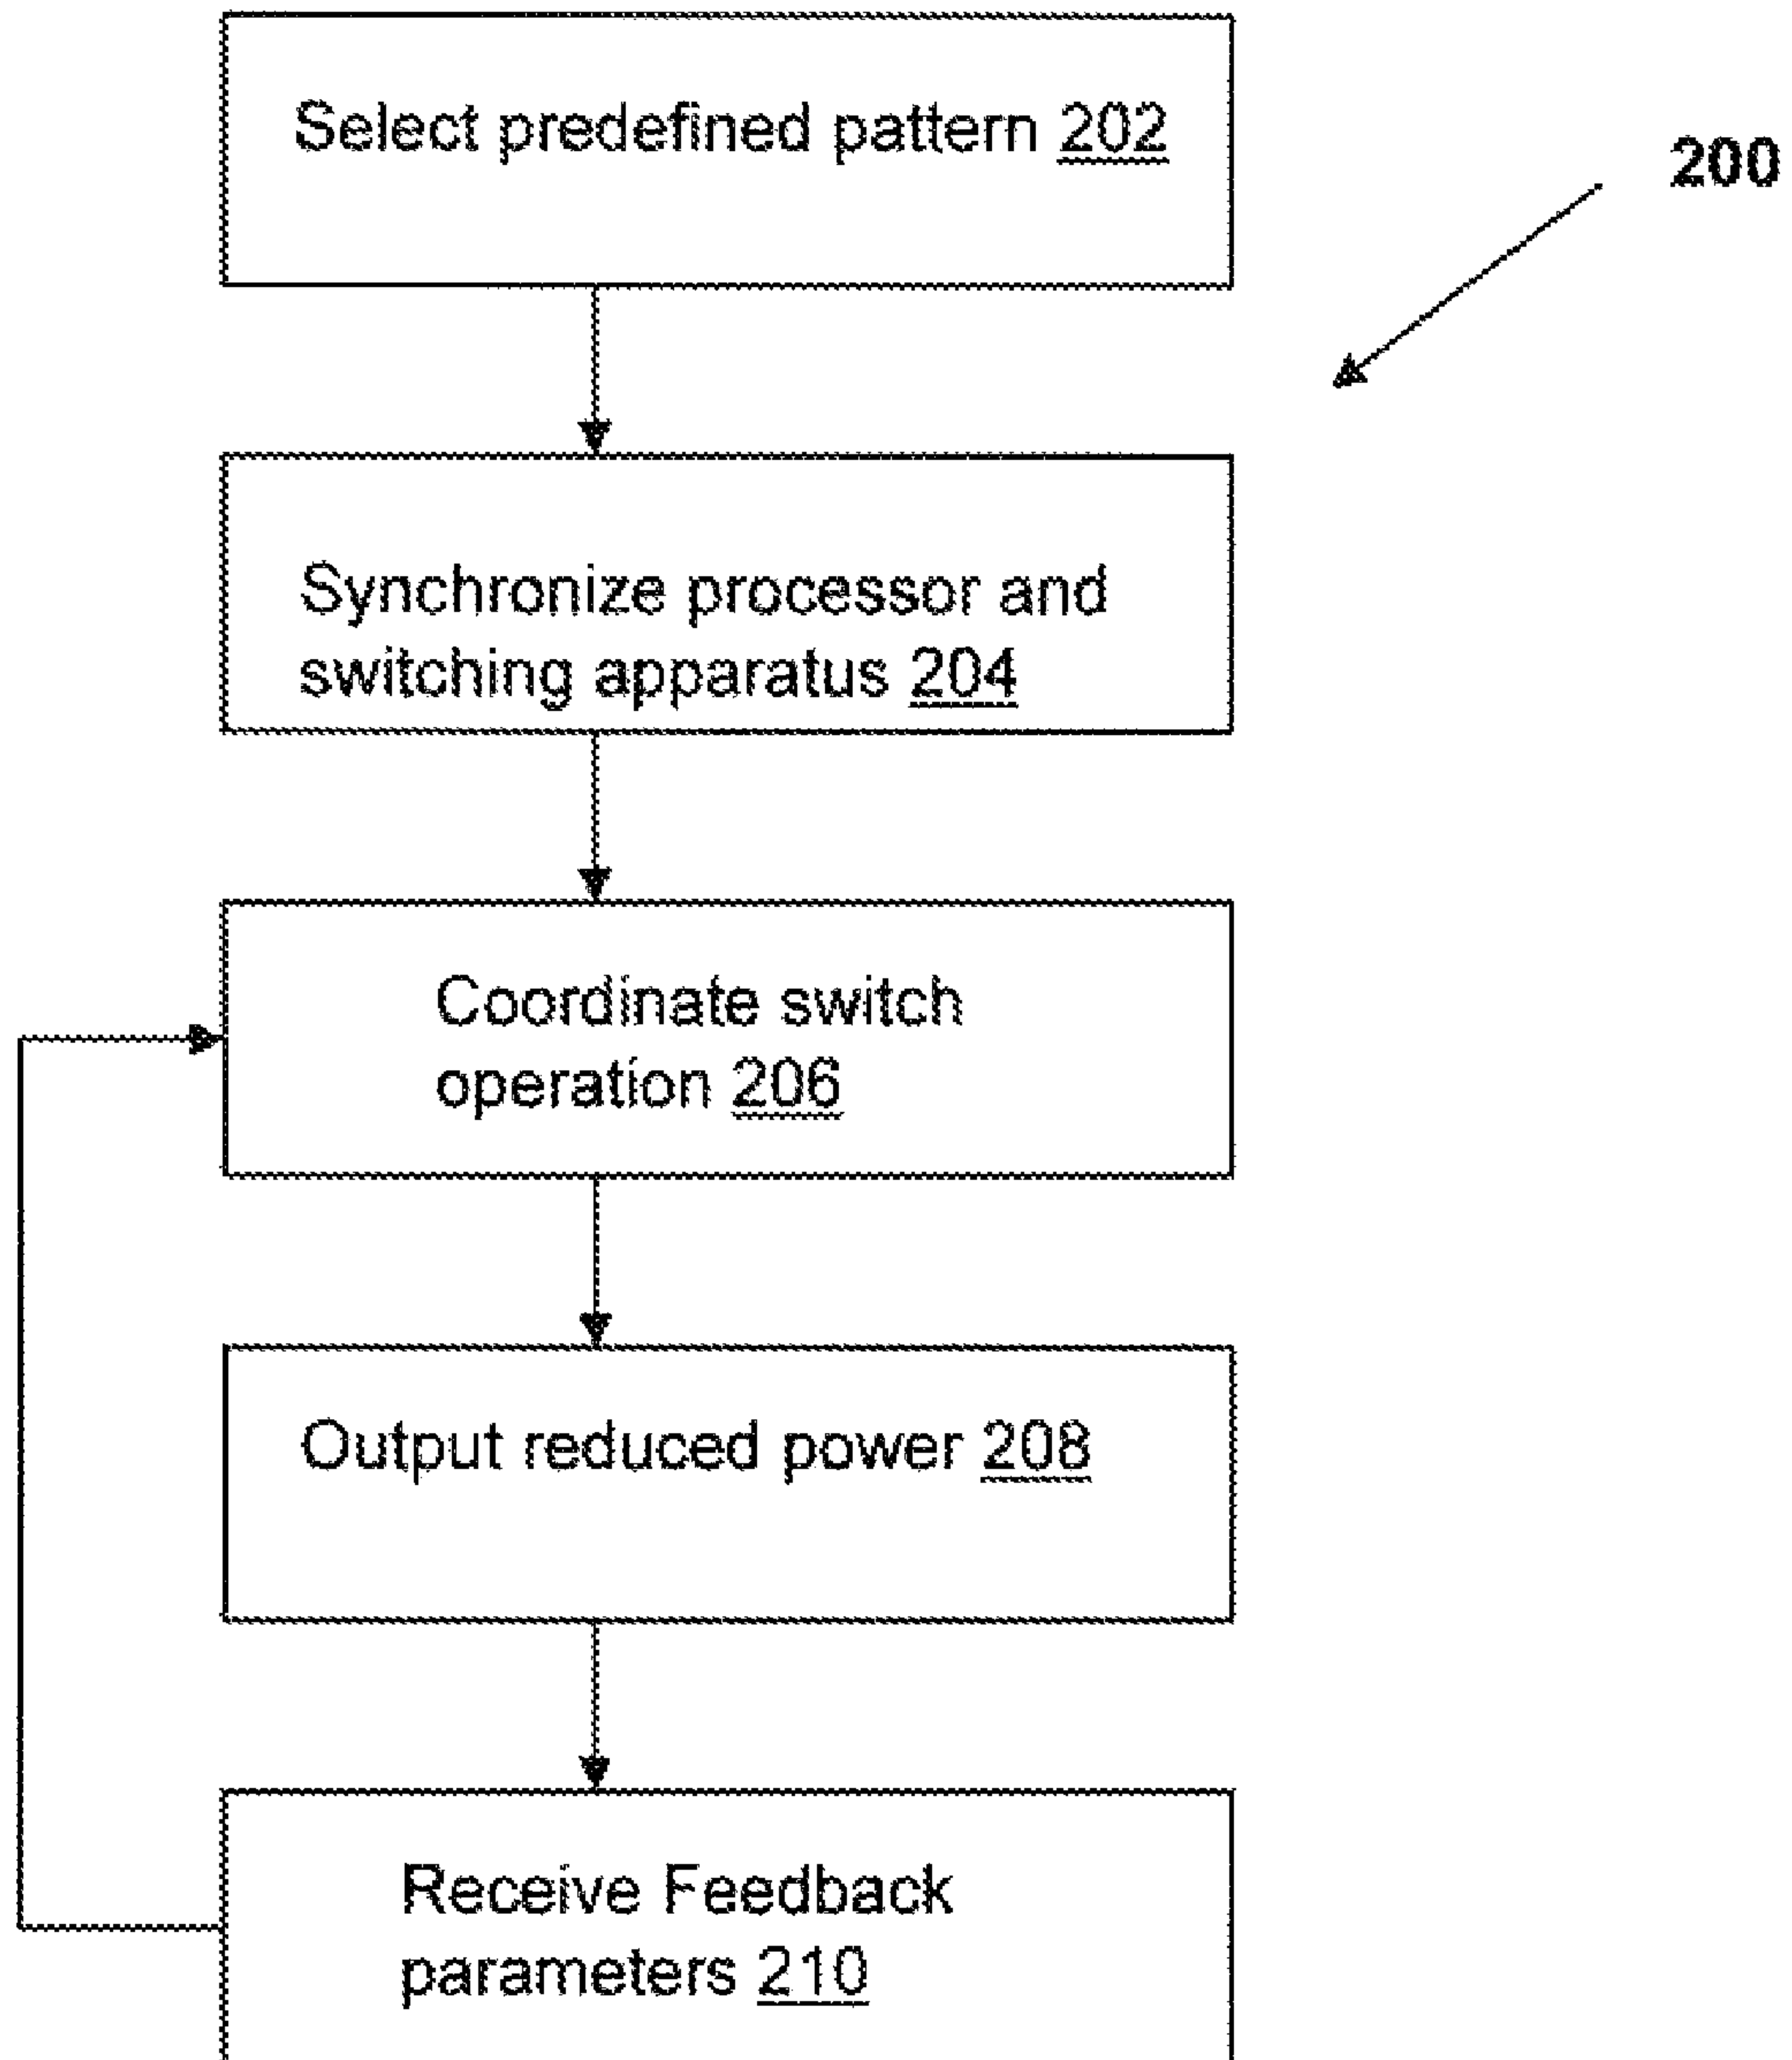 Select predefined pattern 202
200
Synchronize processor and
switching apparatus 204
Coordinate switch
operation 206
Output reduced power 208
Receive Feedback
parameters 210